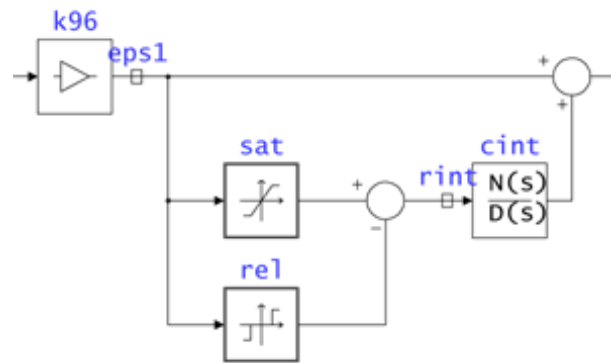 k96
eps1
+
+
sat
cint
+
rint
N(s)
D(s)
−
rel